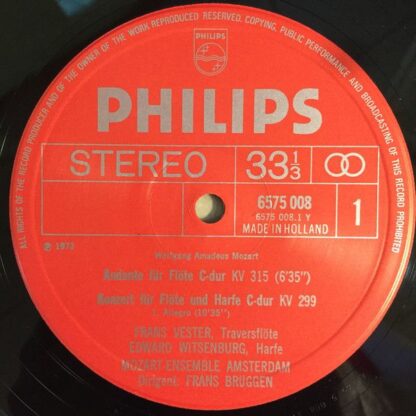 ALL RIGHTS OF THE RECORD PRODUCER AND OF THE OWNER OF THE WORK REPRODUCED RESERVED. COPYING, PUBLIC PERFORMANCE AND BROADCASTING OF THIS RECORD PROHIBITED
PHILIPS
PHILIPS
STEREO 33⅓
6575 008
6575 008.1 Y
MADE IN HOLLAND
1
℗ 1973
Wolfgang Amadeus Mozart
Andante für Flöte C-dur KV 315 (6'35")
Konzert für Flöte und Harfe C-dur KV 299
1. Allegro (10'35")
FRANS VESTER, Traversflöte
EDWARD WITSENBURG, Harfe
MOZART-ENSEMBLE AMSTERDAM
Dirigent: FRANS BRÜGGEN